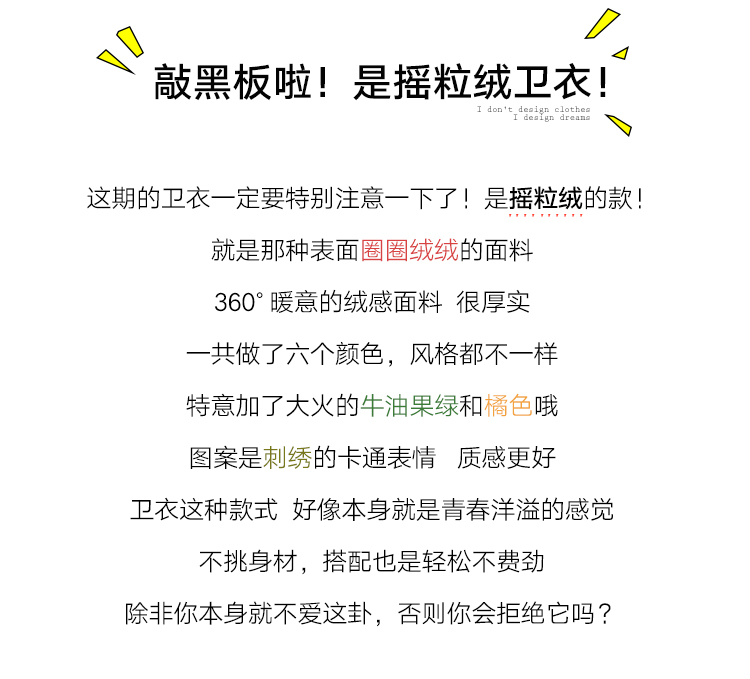 敲黑板啦！是摇粒绒卫衣！
I don't design clothes
I design dreams
这期的卫衣一定要特别注意一下了！是摇粒绒的款！
就是那种表面圈圈绒绒的面料
360° 暖意的绒感面料 很厚实
一共做了六个颜色，风格都不一样
特意加了大火的牛油果绿和橘色哦
图案是刺绣的卡通表情 质感更好
卫衣这种款式 好像本身就是青春洋溢的感觉
不挑身材，搭配也是轻松不费劲
除非你本身就不爱这卦，否则你会拒绝它吗？